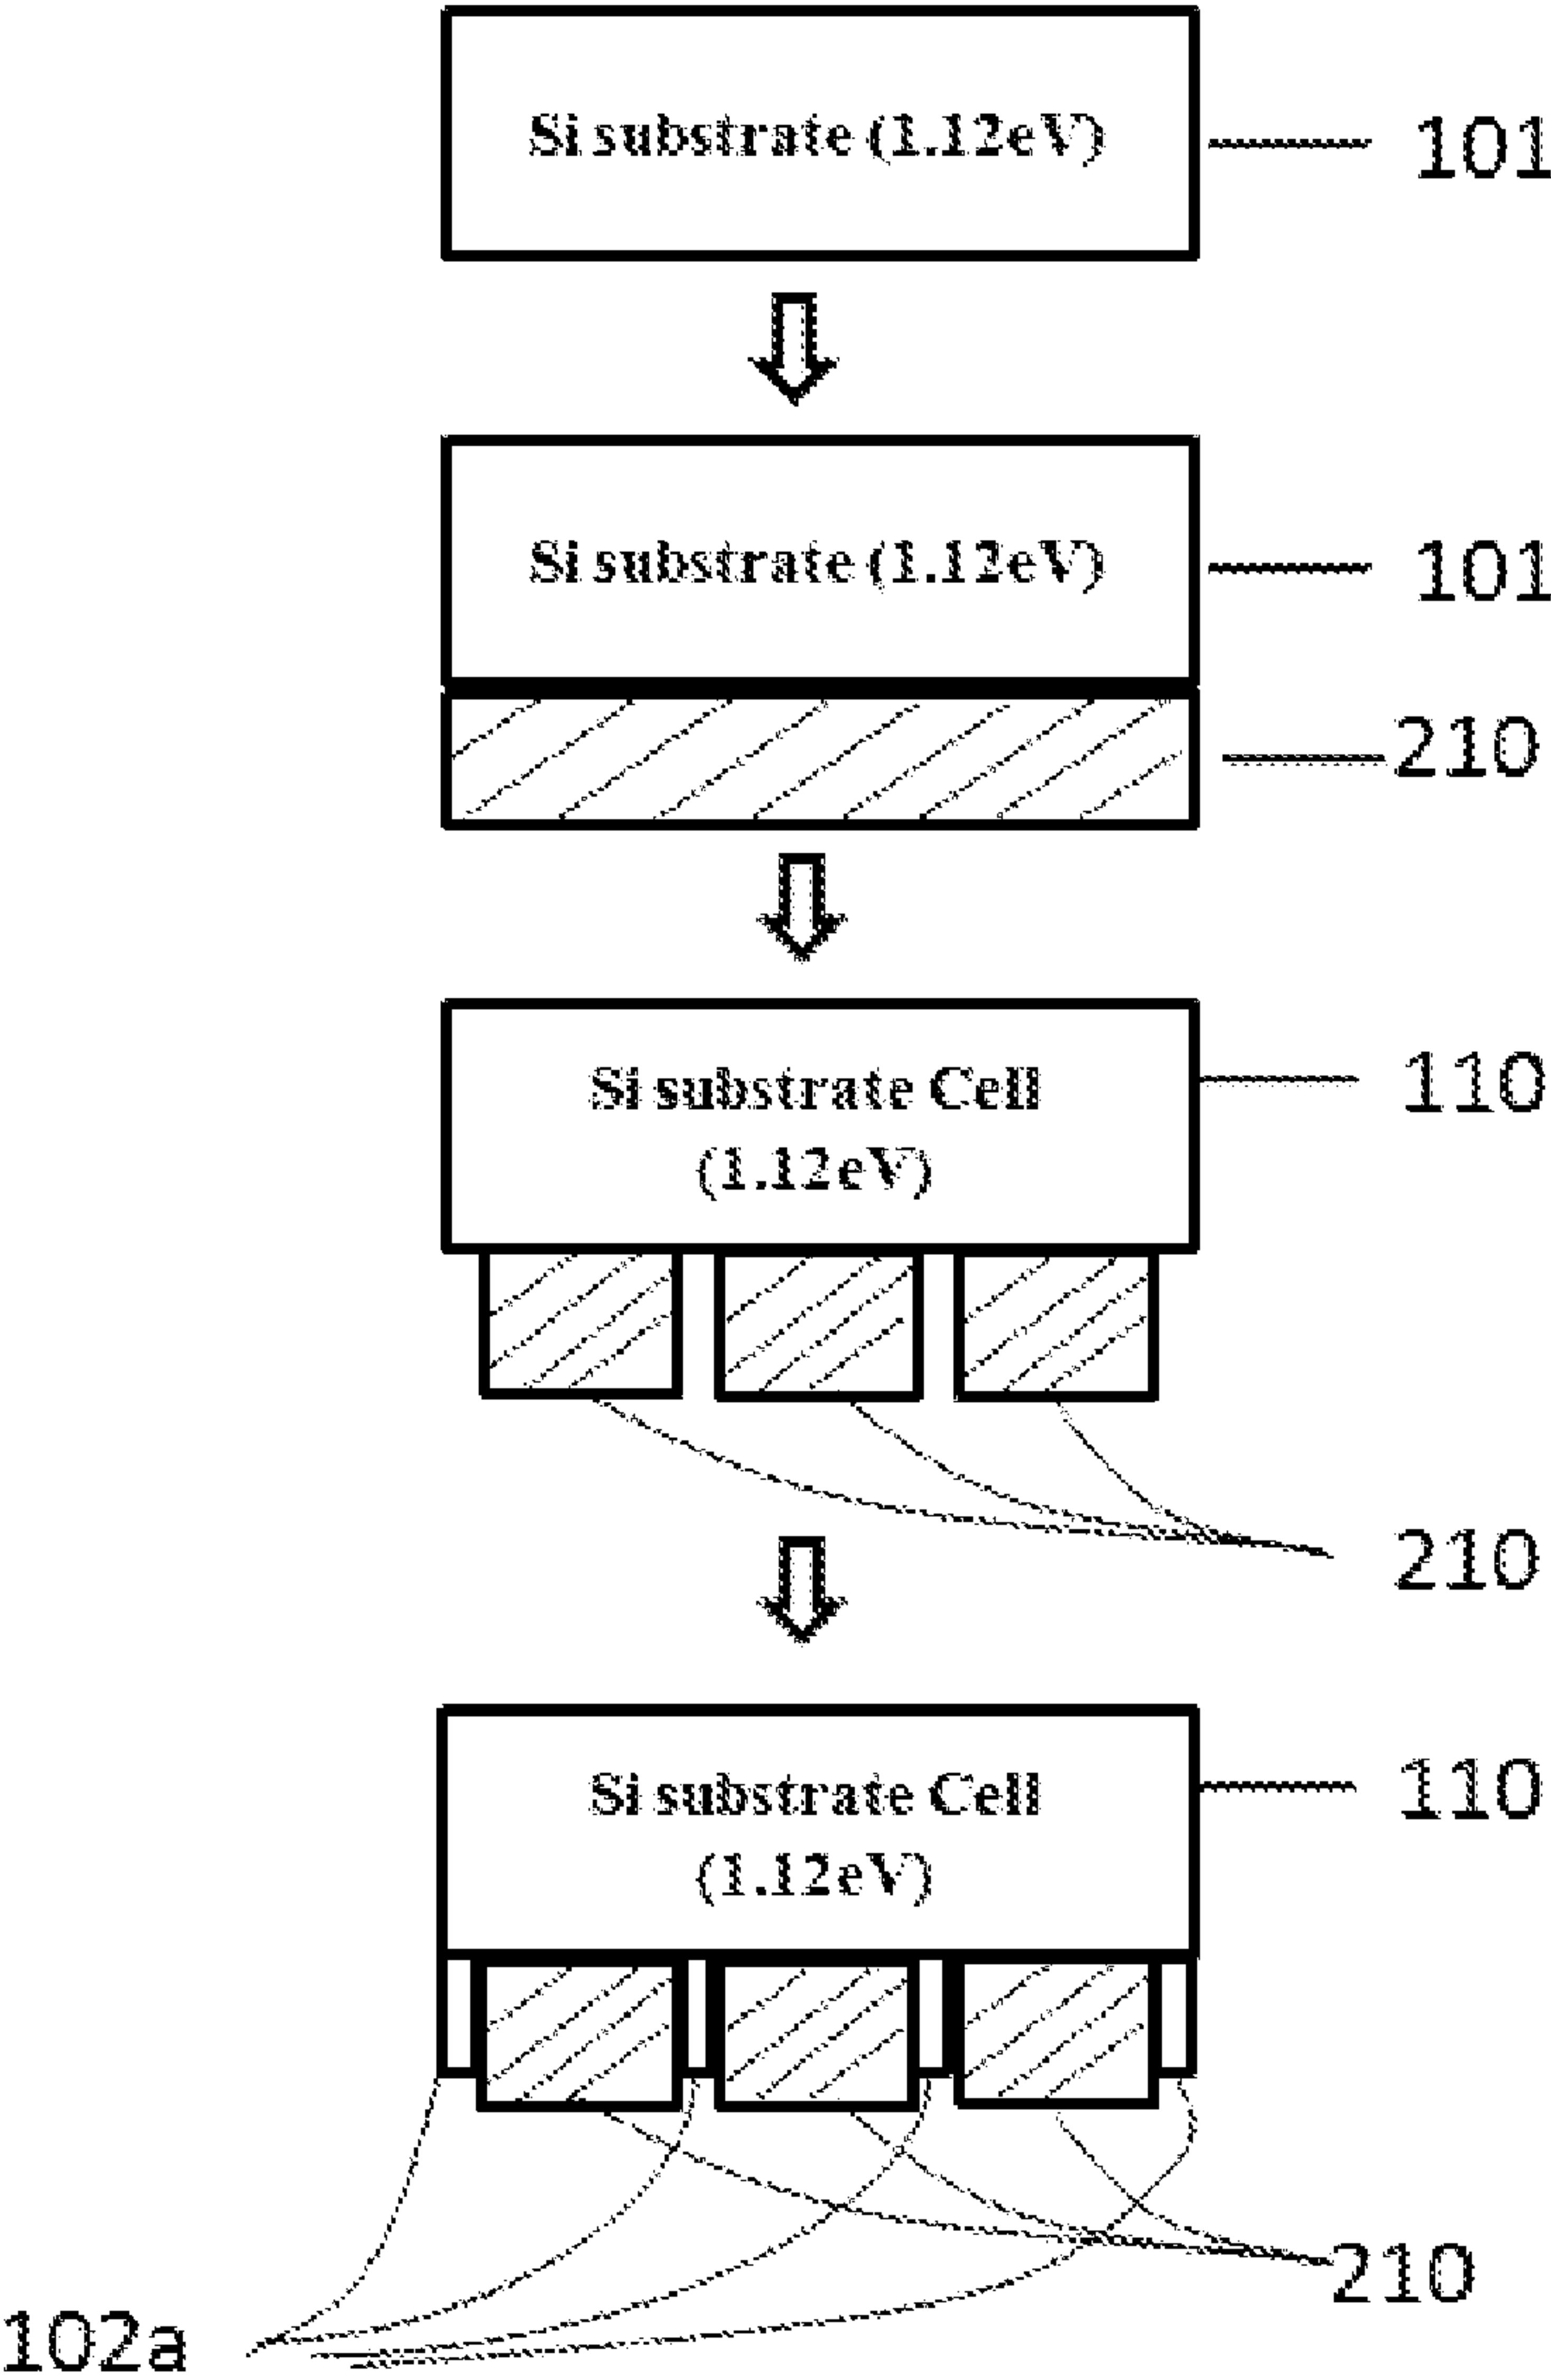 Si substrate (1.12eV)
101
Si substrate (1.12eV)
101
210
Si substrate Cell
(1.12eV)
110
210
Si substrate Cell
(1.12eV)
110
210
102a